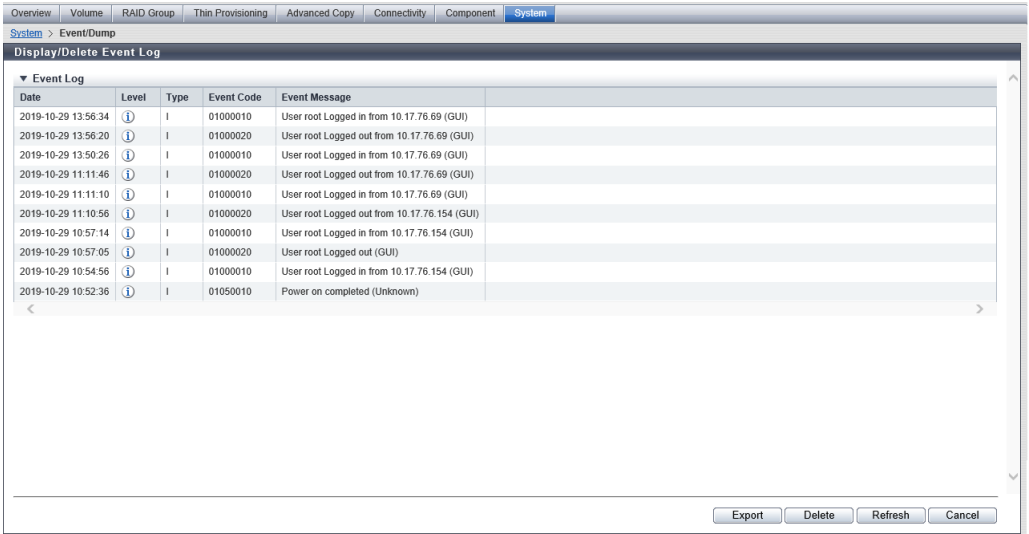 Overview Volume RAID Group Thin Provisioning Advanced Copy Connectivity Component System
System > Event/Dump
Display/Delete Event Log
Event Log
Date Level Type Event Code Event Message
2019-10-29 13:56:34 i I 01000010 User root Logged in from 10.17.76.69 (GUI)
2019-10-29 13:56:20 i I 01000020 User root Logged out from 10.17.76.69 (GUI)
2019-10-29 13:50:26 i I 01000010 User root Logged in from 10.17.76.69 (GUI)
2019-10-29 11:11:46 i I 01000020 User root Logged out from 10.17.76.69 (GUI)
2019-10-29 11:11:10 i I 01000010 User root Logged in from 10.17.76.69 (GUI)
2019-10-29 11:10:56 i I 01000020 User root Logged out from 10.17.76.154 (GUI)
2019-10-29 10:57:14 i I 01000010 User root Logged in from 10.17.76.154 (GUI)
2019-10-29 10:57:05 i I 01000020 User root Logged out (GUI)
2019-10-29 10:54:56 i I 01000010 User root Logged in from 10.17.76.154 (GUI)
2019-10-29 10:52:36 i I 01050010 Power on completed (Unknown)
Export Delete Refresh Cancel